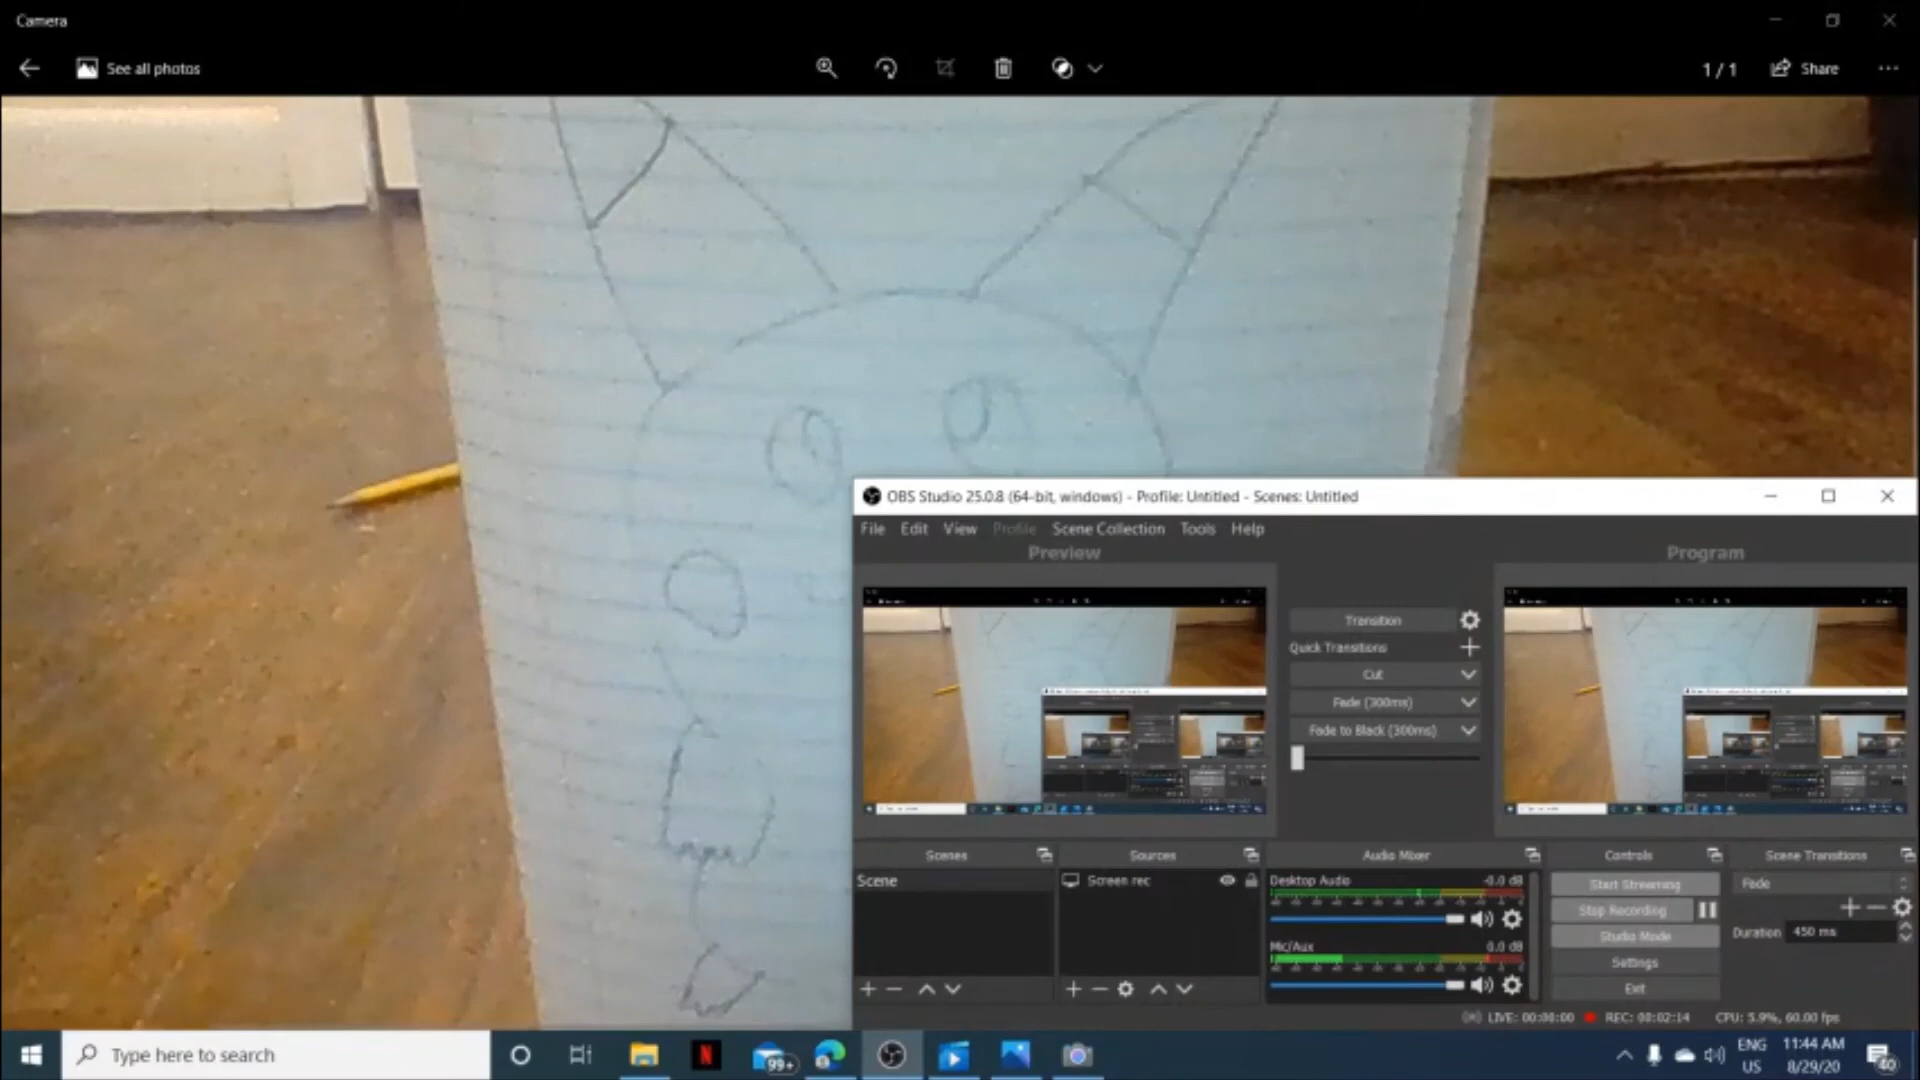 Camera
See all photos
1 / 1
Share
OBS Studio 25.0.8 (64-bit, windows) - Profile: Untitled - Scenes: Untitled
File Edit View Profile Scene Collection Tools Help
Preview
Program
Transition
Quick Transitions
Cut
Fade (300ms)
Fade to Black (300ms)
Scenes
Sources
Audio Mixer
Controls
Scene Transitions
Scene
Screen rec
Desktop Audio
-0.0 dB
Mic/Aux
0.0 dB
Start Streaming
Stop Recording
Studio Mode
Settings
Exit
Fade
Duration 450 ms
LIVE: 00:00:00
REC: 00:02:14
CPU: 5.9%, 60.00 fps
Type here to search
N
99+
ENG
US
11:44 AM
8/29/20
40